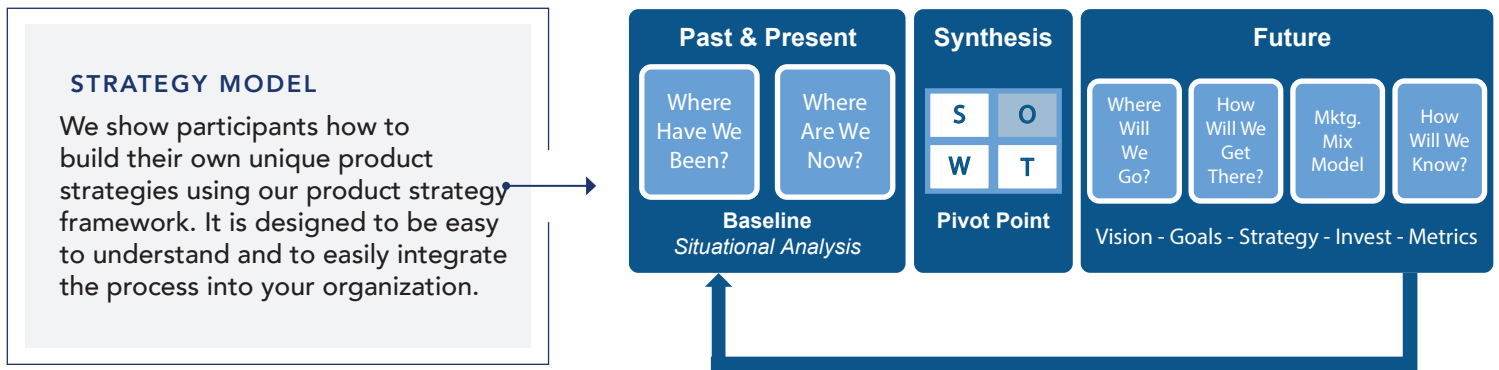 STRATEGY MODEL
We show participants how to
build their own unique product
strategies using our product strategy
framework. It is designed to be easy
to understand and to easily integrate
the process into your organization.
Past & Present
Where
Have We
Been?
Where
Are We
Now?
Baseline
Situational Analysis
Synthesis
S O
W T
Pivot Point
Future
Where
Will
We
Go?
How
Will We
Get
There?
Mktg.
Mix
Model
How
Will We
Know?
Vision - Goals - Strategy - Invest - Metrics